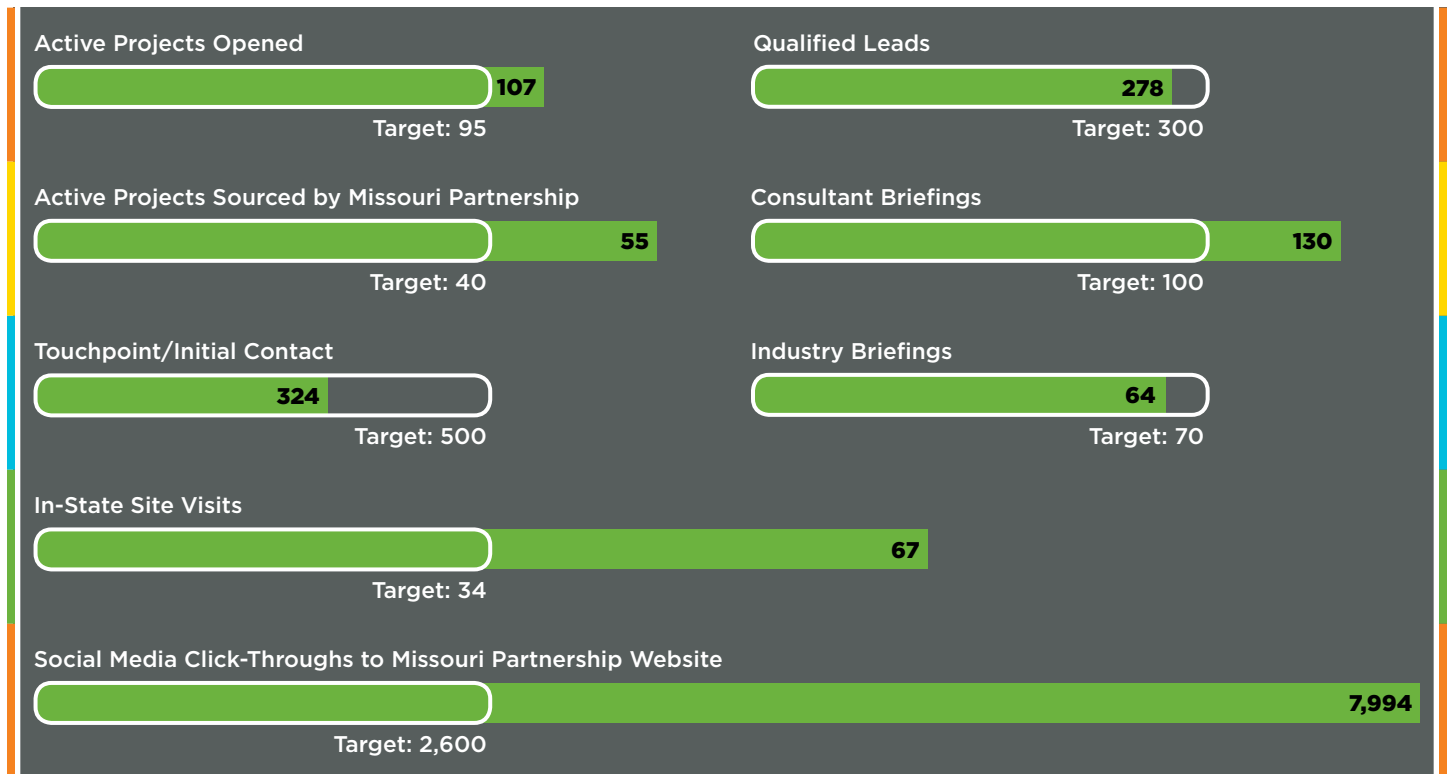 Active Projects Opened
107
Target: 95
Qualified Leads
278
Target: 300
Active Projects Sourced by Missouri Partnership
55
Target: 40
Consultant Briefings
130
Target: 100
Touchpoint/Initial Contact
324
Target: 500
Industry Briefings
64
Target: 70
In-State Site Visits
67
Target: 34
Social Media Click-Throughs to Missouri Partnership Website
7,994
Target: 2,600